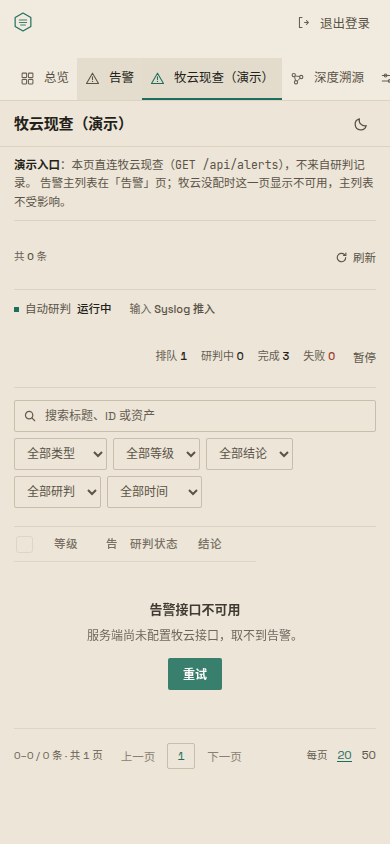 退出登录
总览 告警 牧云现查（演示） 深度溯源
牧云现查（演示）
演示入口：本页直连牧云现查（GET /api/alerts），不来自研判记
录。 告警主列表在「告警」页；牧云没配时这一页显示不可用，主列表
不受影响。
共 0 条 刷新
自动研判 运行中 输入 Syslog 推入
排队 1 研判中 0 完成 3 失败 0 暂停
搜索标题、ID 或资产
全部类型 全部等级 全部结论
全部研判 全部时间
等级 告 研判状态 结论
告警接口不可用
服务端尚未配置牧云接口，取不到告警。
重试
0–0 / 0 条 · 共 1 页 上一页 1 下一页 每页 20 50